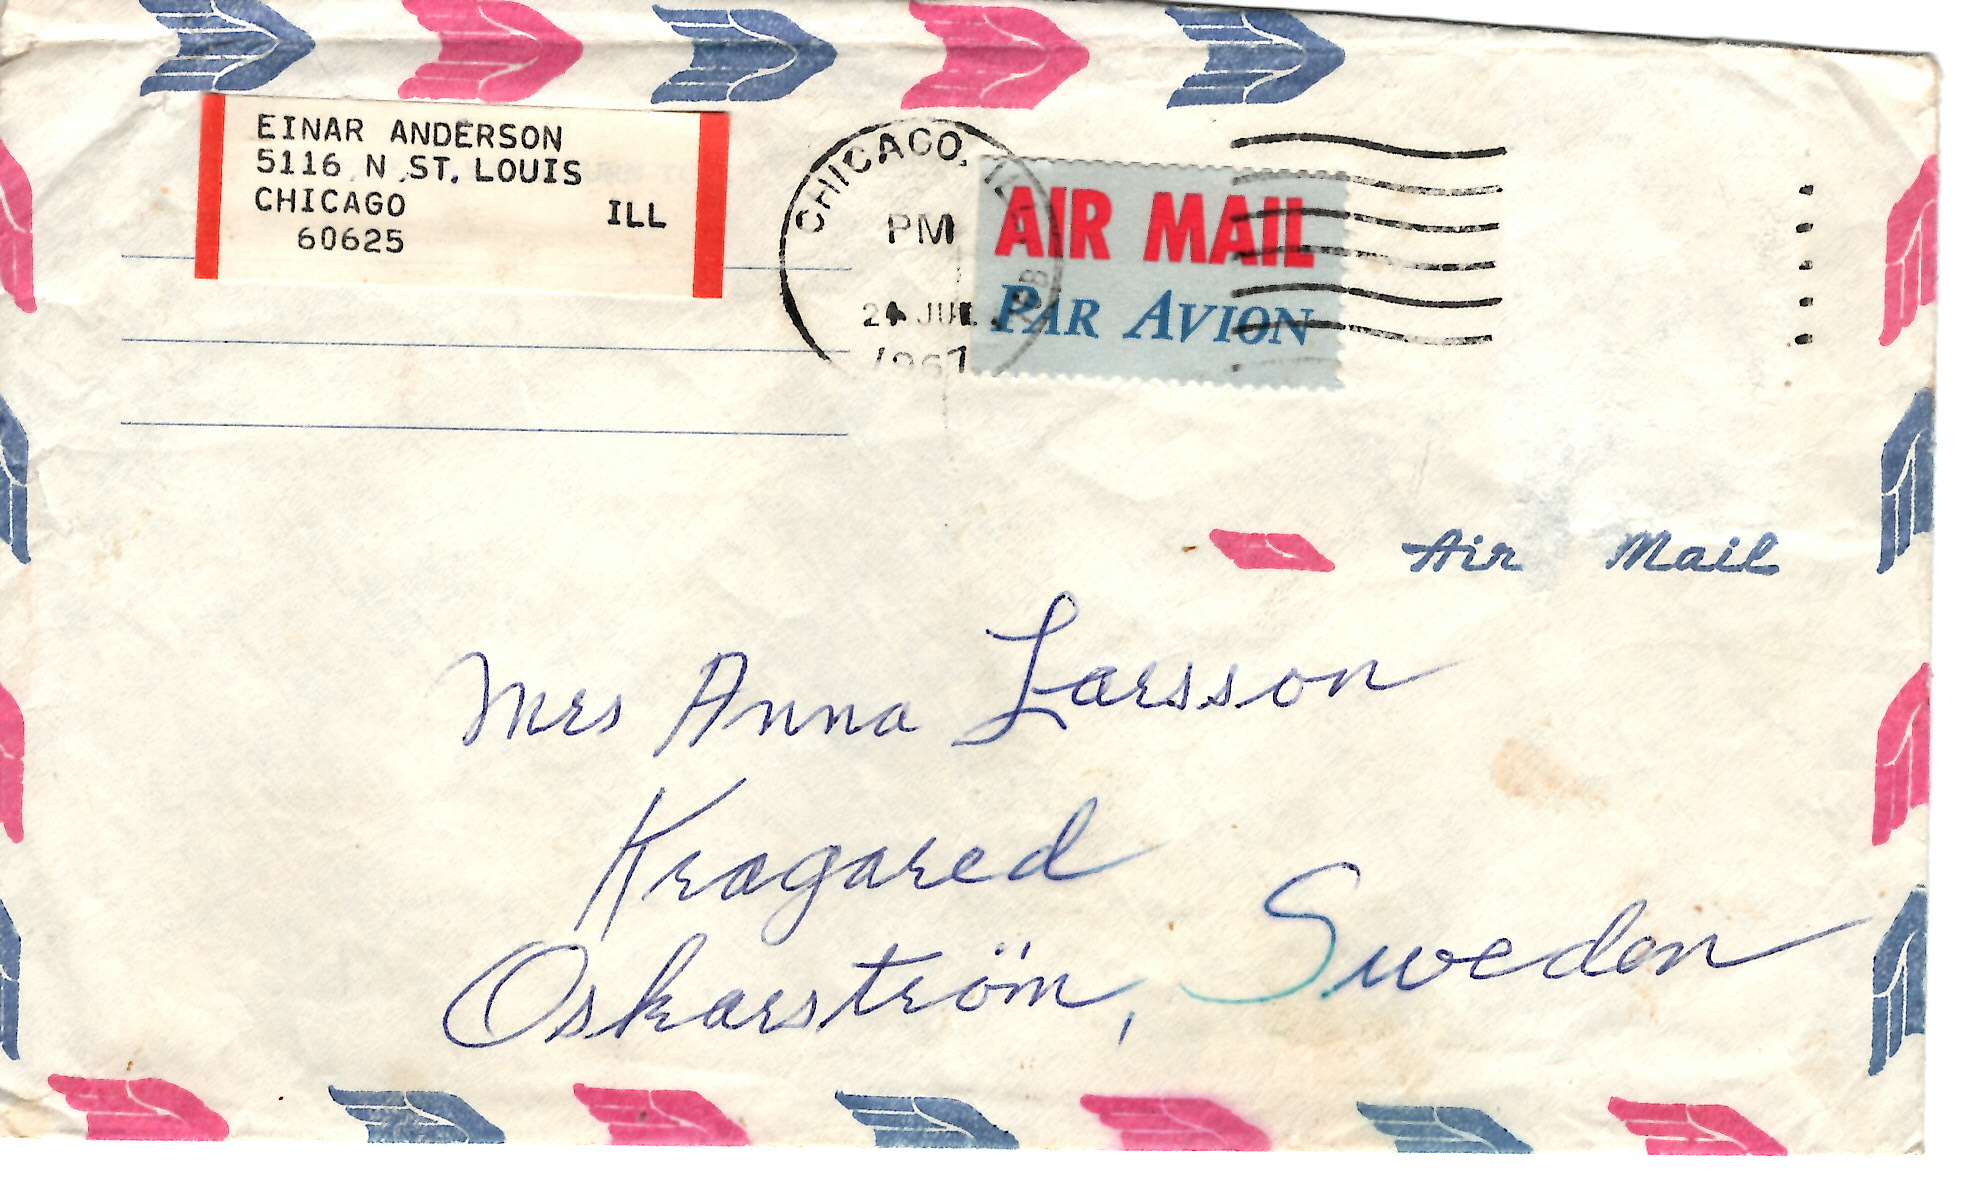 EINAR ANDERSON
5116 N. ST. LOUIS
CHICAGO ILL
60625
CHICAGO, ILL
PM
24 JUL
1967
AIR MAIL
PAR AVION
Air Mail
Mrs Anna Larsson
Kragared
Oskarström, Sweden